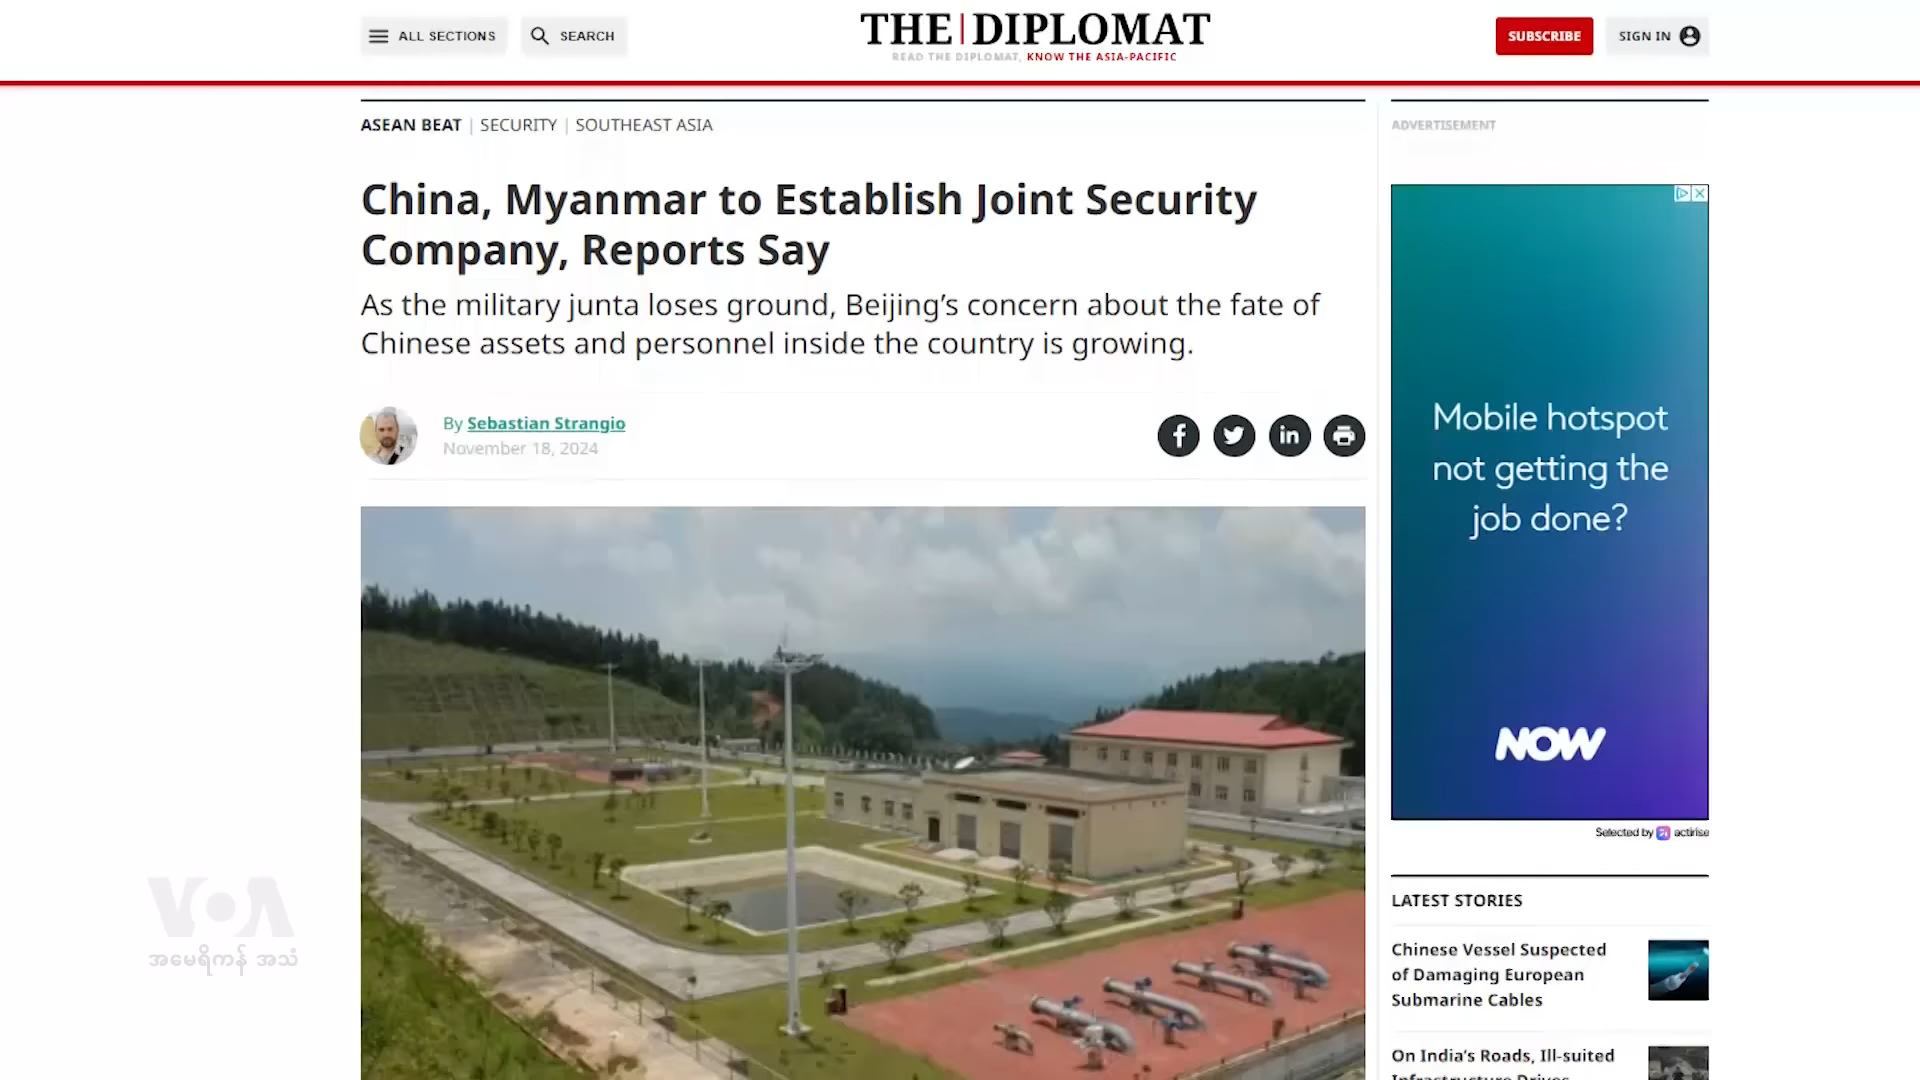 ALL SECTIONS
SEARCH
THE|DIPLOMAT
READ THE DIPLOMAT, KNOW THE ASIA-PACIFIC
SUBSCRIBE
SIGN IN
ASEAN BEAT | SECURITY | SOUTHEAST ASIA
China, Myanmar to Establish Joint Security
Company, Reports Say
As the military junta loses ground, Beijing’s concern about the fate of
Chinese assets and personnel inside the country is growing.
By Sebastian Strangio
November 18, 2024
ADVERTISEMENT
Mobile hotspot
not getting the
job done?
NOW
Selected by actirise
LATEST STORIES
Chinese Vessel Suspected
of Damaging European
Submarine Cables
On India’s Roads, Ill-suited
Infrastructure Drives
VOA
အမေရိကန် အသံ